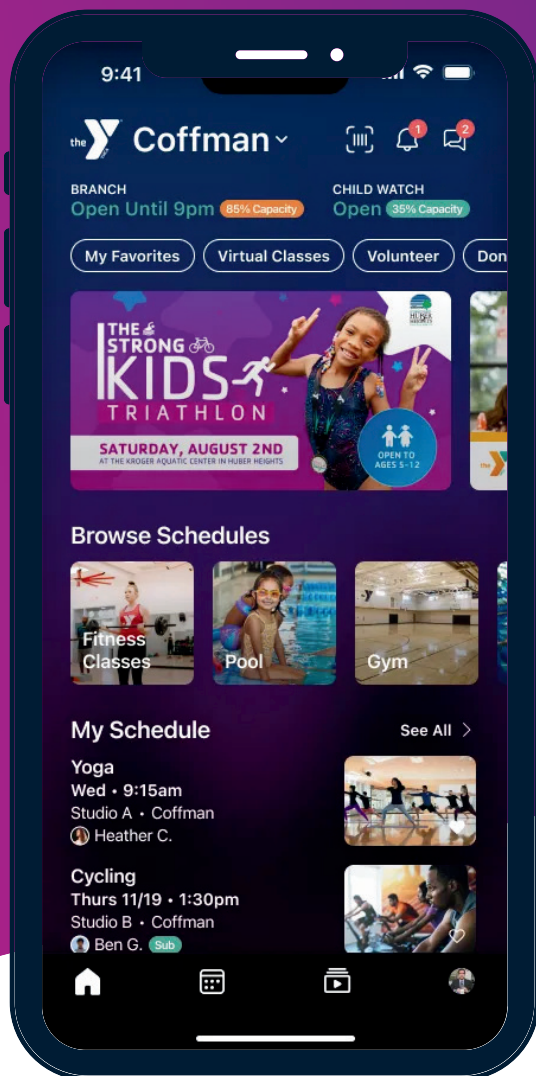 9:41
the Y Coffman
1
2
BRANCH
Open Until 9pm 85% Capacity
CHILD WATCH
Open 35% Capacity
My Favorites
Virtual Classes
Volunteer
Don
THE
STRONG
KIDS
TRIATHLON
SATURDAY, AUGUST 2ND
AT THE KROGER AQUATIC CENTER IN HUBER HEIGHTS
HUBER
OPEN TO
AGES 5-12
the
Browse Schedules
Fitness
Classes
Pool
Gym
My Schedule
See All
Yoga
Wed • 9:15am
Studio A • Coffman
Heather C.
Cycling
Thurs 11/19 • 1:30pm
Studio B • Coffman
Ben G. Sub